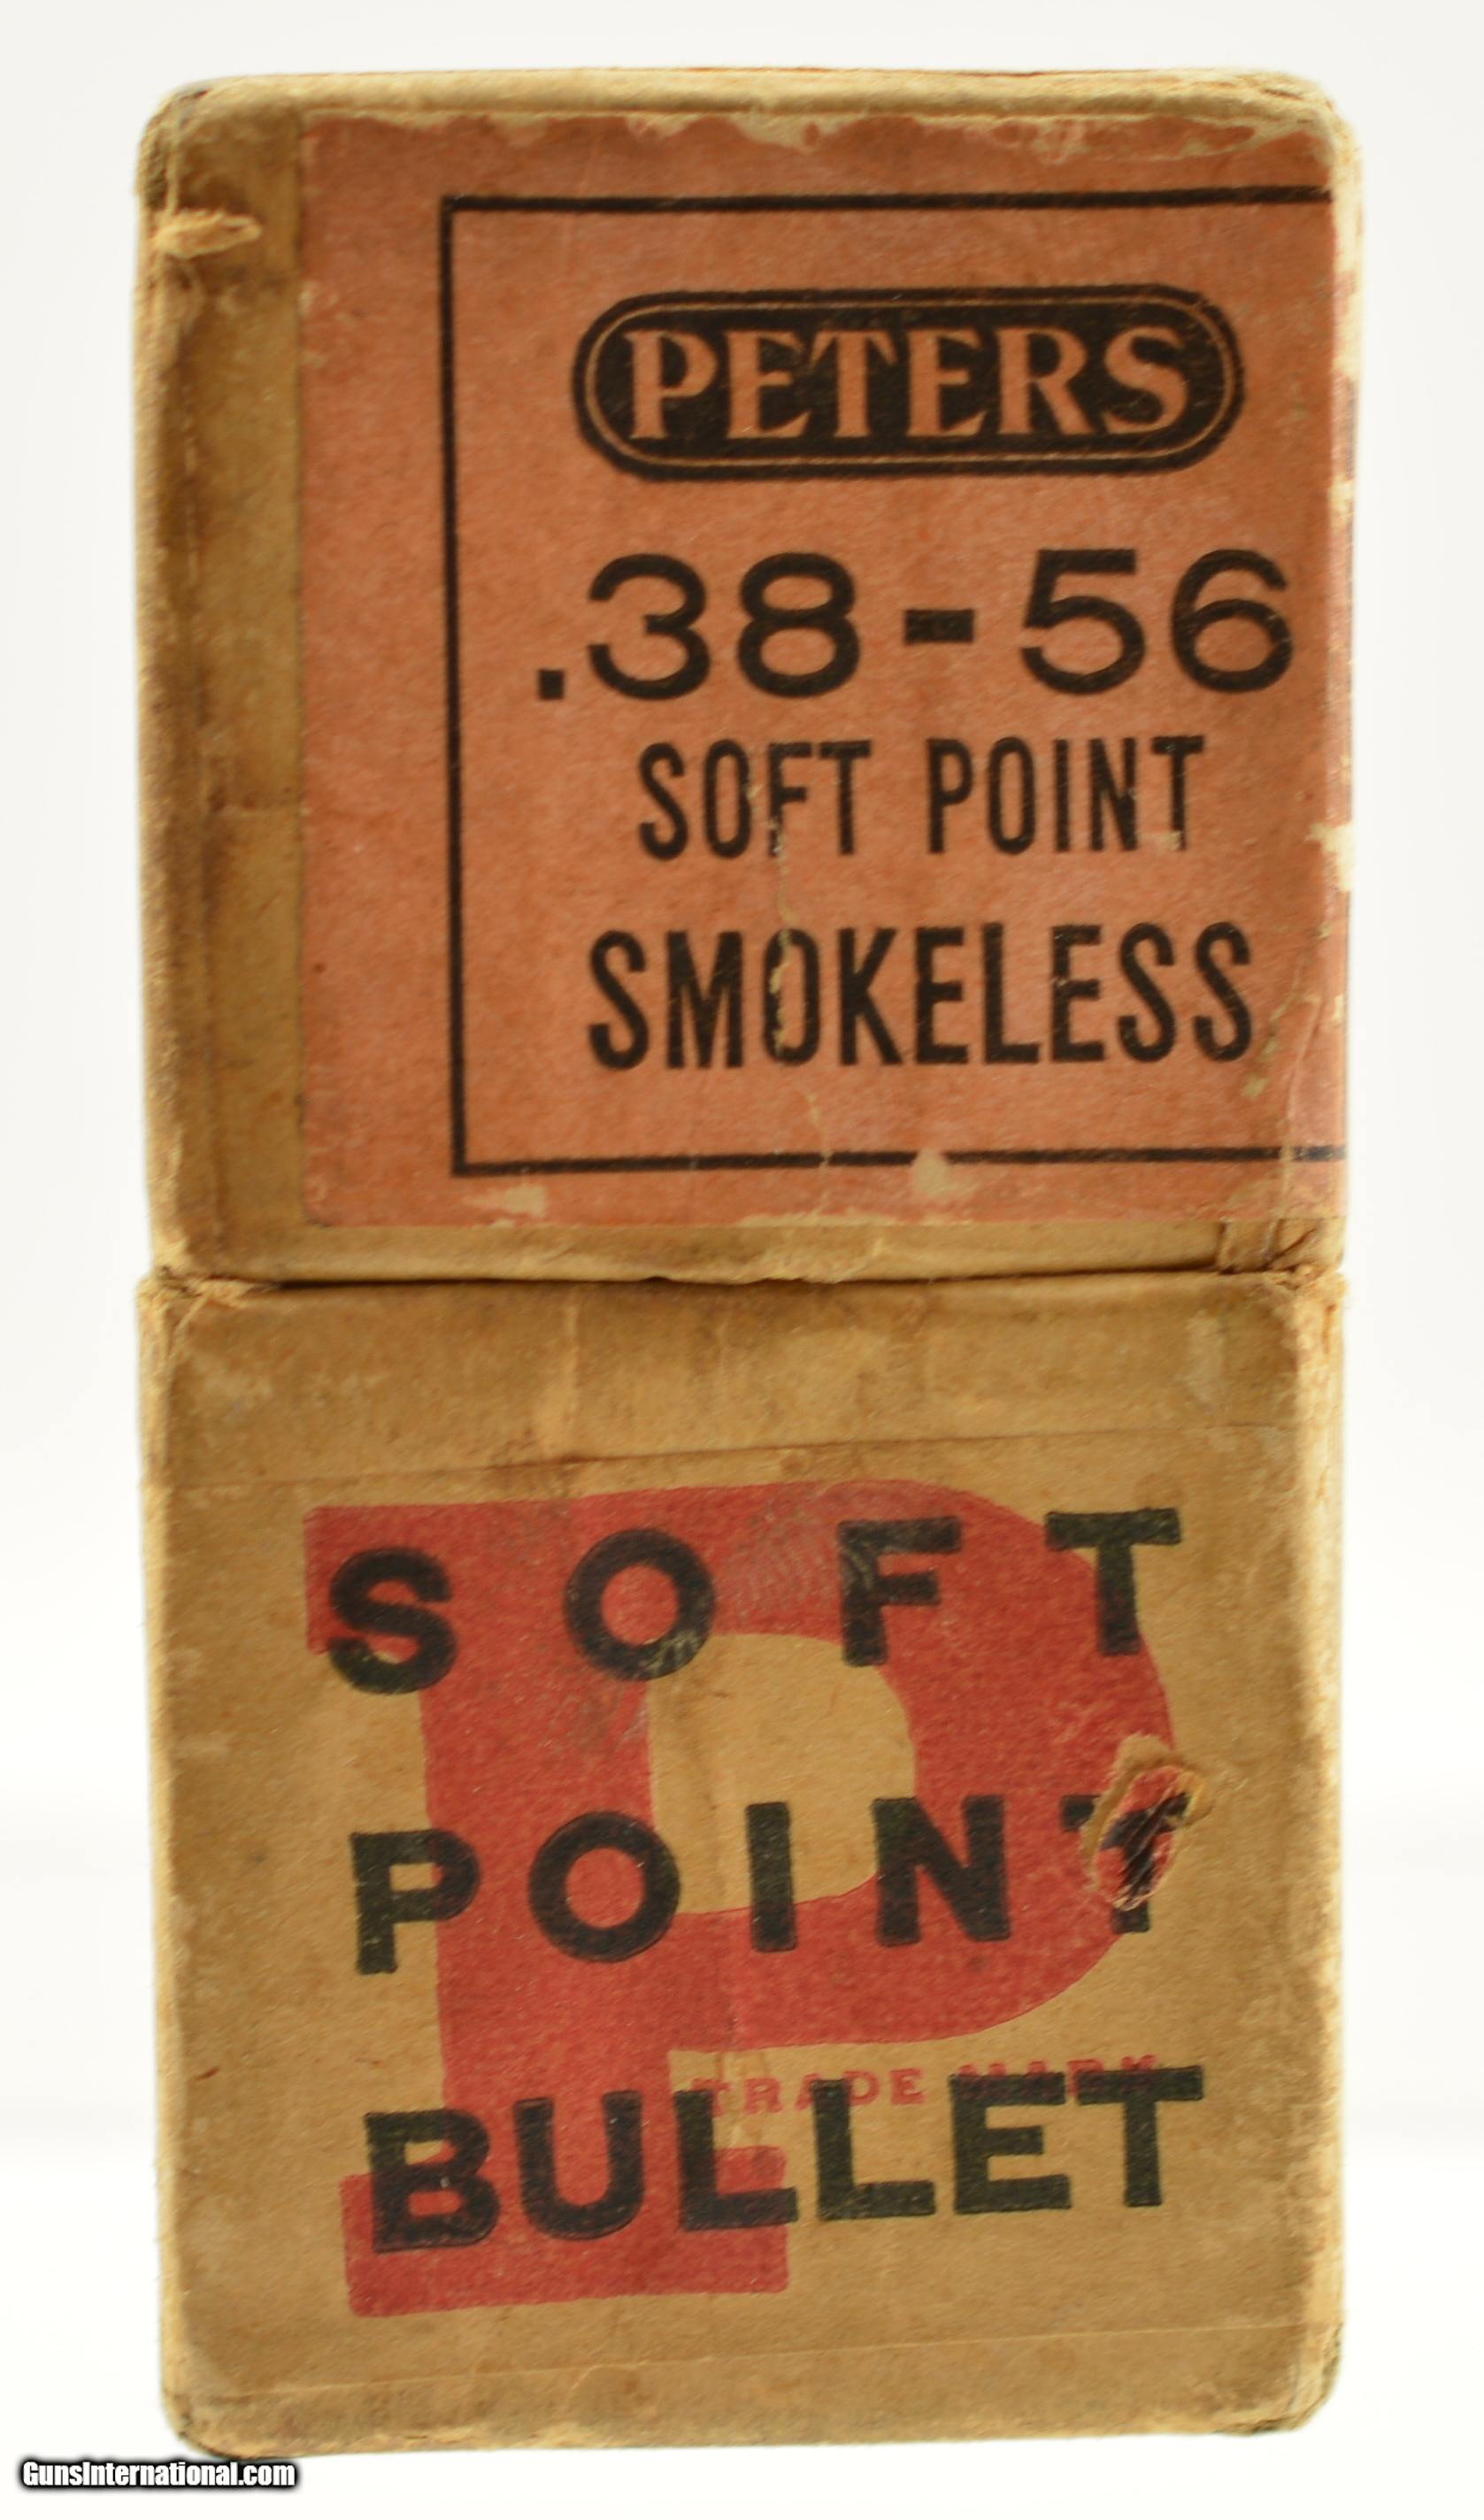 PETERS
.38-56
SOFT POINT
SMOKELESS
SOFT
POINT
TRADE MARK
BULLET
GunsInternational.com